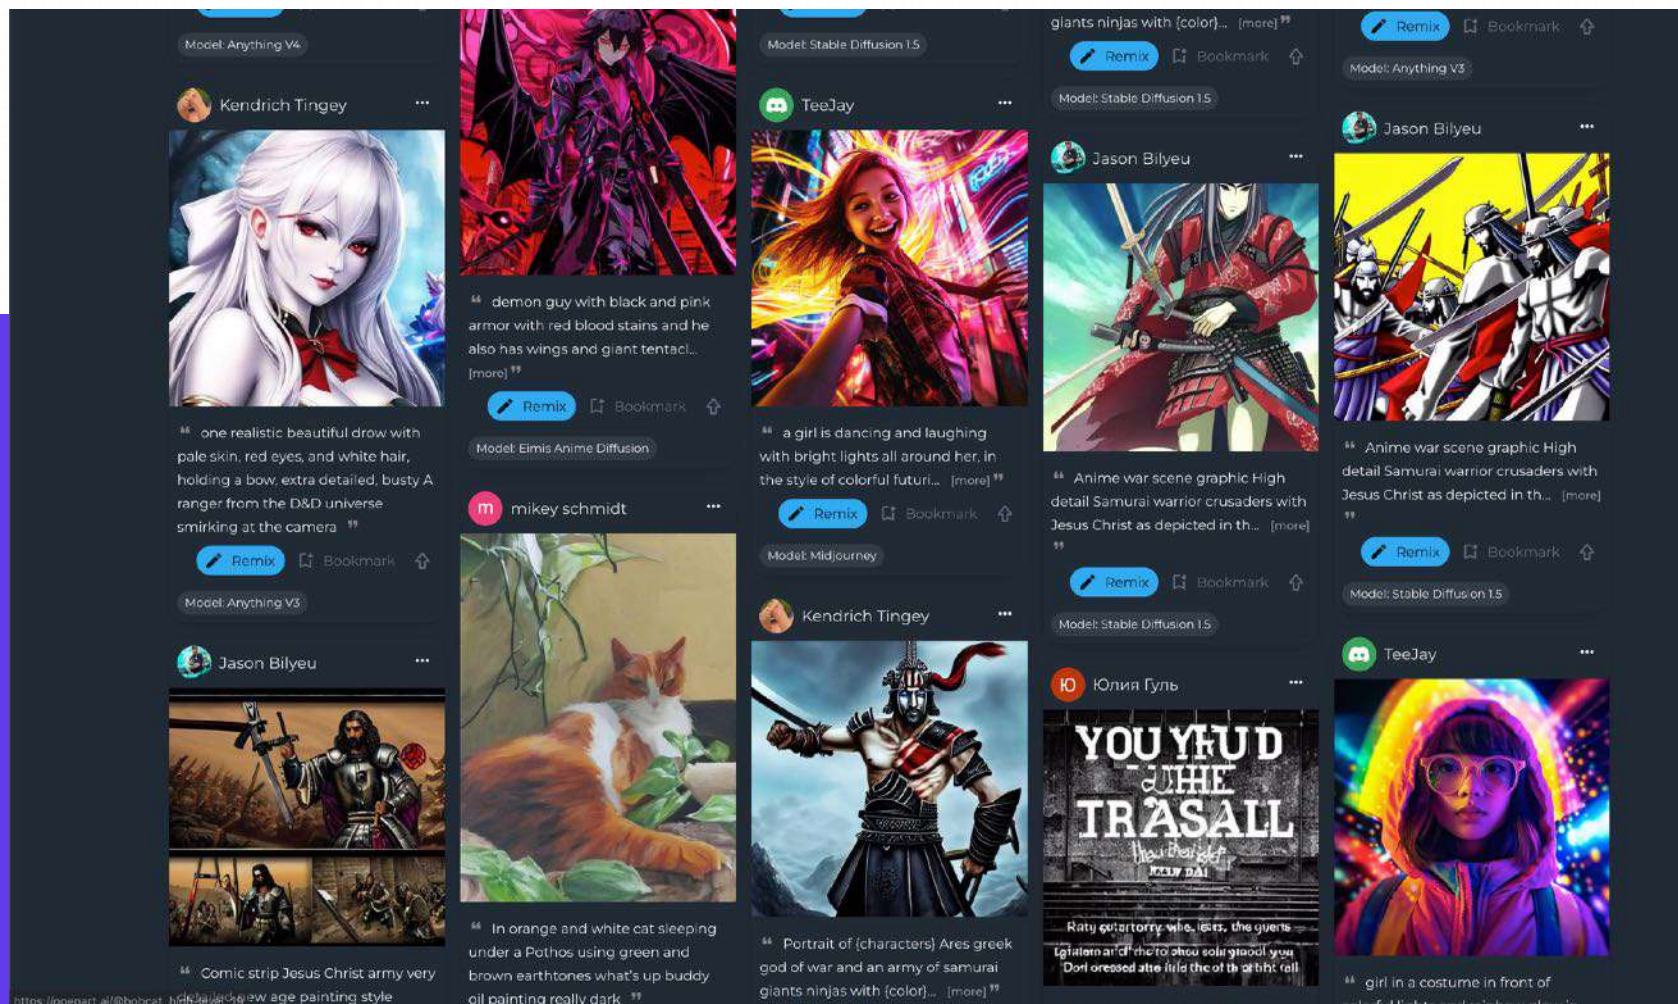 Model: Anything V4
Kendrich Tingey
one realistic beautiful drow with
pale skin, red eyes, and white hair,
holding a bow, extra detailed, busty A
ranger from the D&D universe
smirking at the camera
Remix
Bookmark
Model: Anything V3
Jason Bilyeu
Comic strip Jesus Christ army very
new age painting style
demon guy with black and pink
armor with red blood stains and he
also has wings and giant tentacl...
[more]
Remix
Bookmark
Model: Eimis Anime Diffusion
m
mikey schmidt
In orange and white cat sleeping
under a Pothos using green and
brown earthtones what's up buddy
oil painting really dark
Model: Stable Diffusion 1.5
TeeJay
a girl is dancing and laughing
with bright lights all around her, in
the style of colorful futuri... [more]
Remix
Bookmark
Model: Midjourney
Kendrich Tingey
Portrait of {characters} Ares greek
god of war and an army of samurai
giants ninjas with {color}... [more]
giants ninjas with {color}... [more]
Remix
Bookmark
Model: Stable Diffusion 1.5
Jason Bilyeu
Anime war scene graphic High
detail Samurai warrior crusaders with
Jesus Christ as depicted in th... [more]
Remix
Bookmark
Model: Stable Diffusion 1.5
Ю
Юлия Гуль
TRASALL
Remix
Bookmark
Model: Anything V3
Jason Bilyeu
Anime war scene graphic High
detail Samurai warrior crusaders with
Jesus Christ as depicted in th... [more]
Remix
Bookmark
Model: Stable Diffusion 1.5
TeeJay
girl in a costume in front of